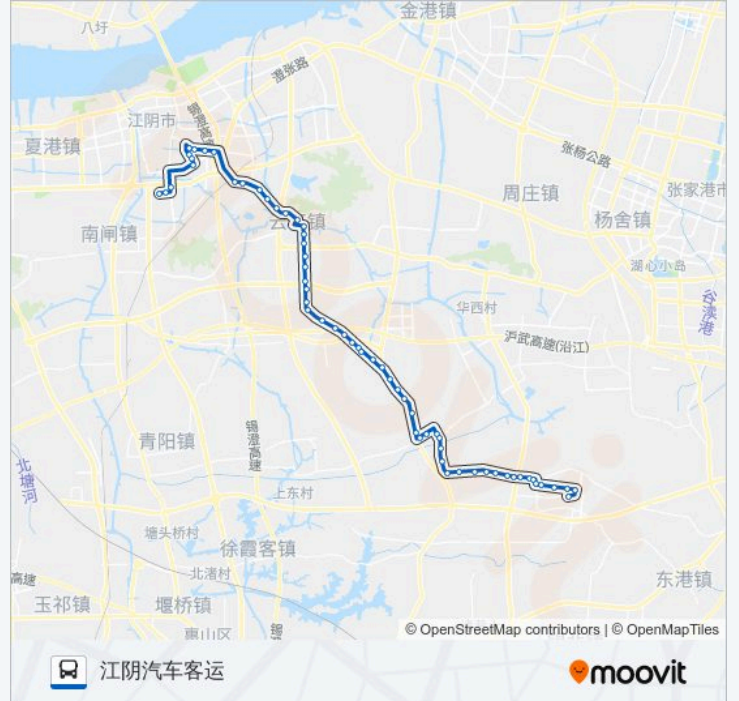 金港镇
八圩
澄张路
江阴市
锡澄高速
夏港镇
张杨公路
周庄镇
张家港市
杨舍镇
南闸镇
云亭镇
湖心小岛
谷渎港
华西村
沪武高速(沿江)
青阳镇
锡澄高速
北塘河
上东村
塘头桥村
徐霞客镇
北渚村
高速
东港镇
玉祁镇
堰桥镇
惠山区
© OpenStreetMap contributors | © OpenMapTiles
江阴汽车客运
moovit